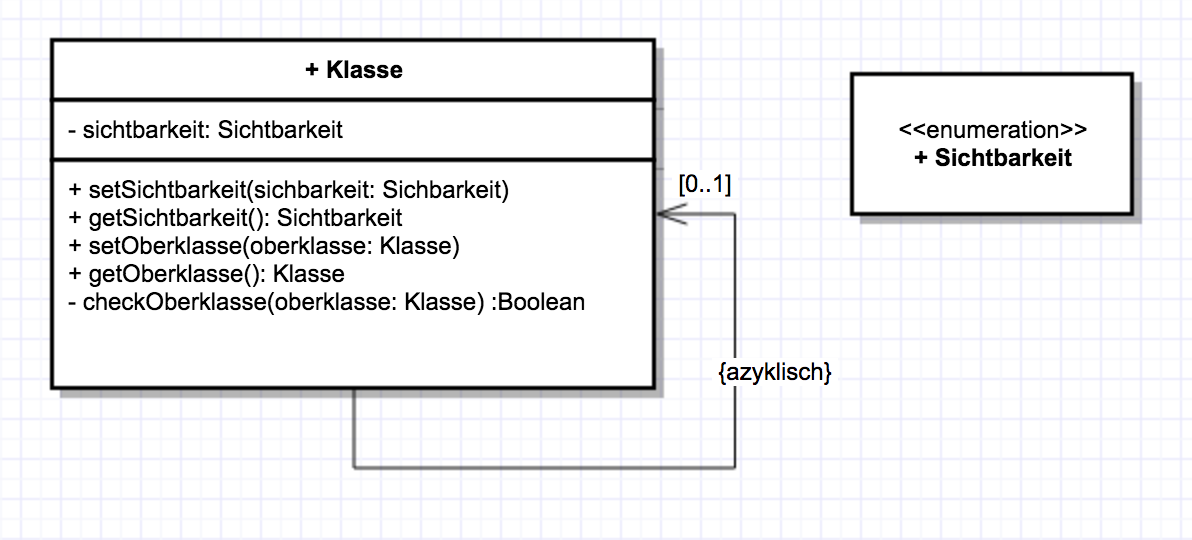 + Klasse
- sichtbarkeit: Sichtbarkeit
+ setSichtbarkeit(sichbarkeit: Sichbarkeit)
+ getSichtbarkeit(): Sichtbarkeit
+ setOberklasse(oberklasse: Klasse)
+ getOberklasse(): Klasse
- checkOberklasse(oberklasse: Klasse) :Boolean
[0..1]
{azyklisch}
<<enumeration>>
+ Sichtbarkeit